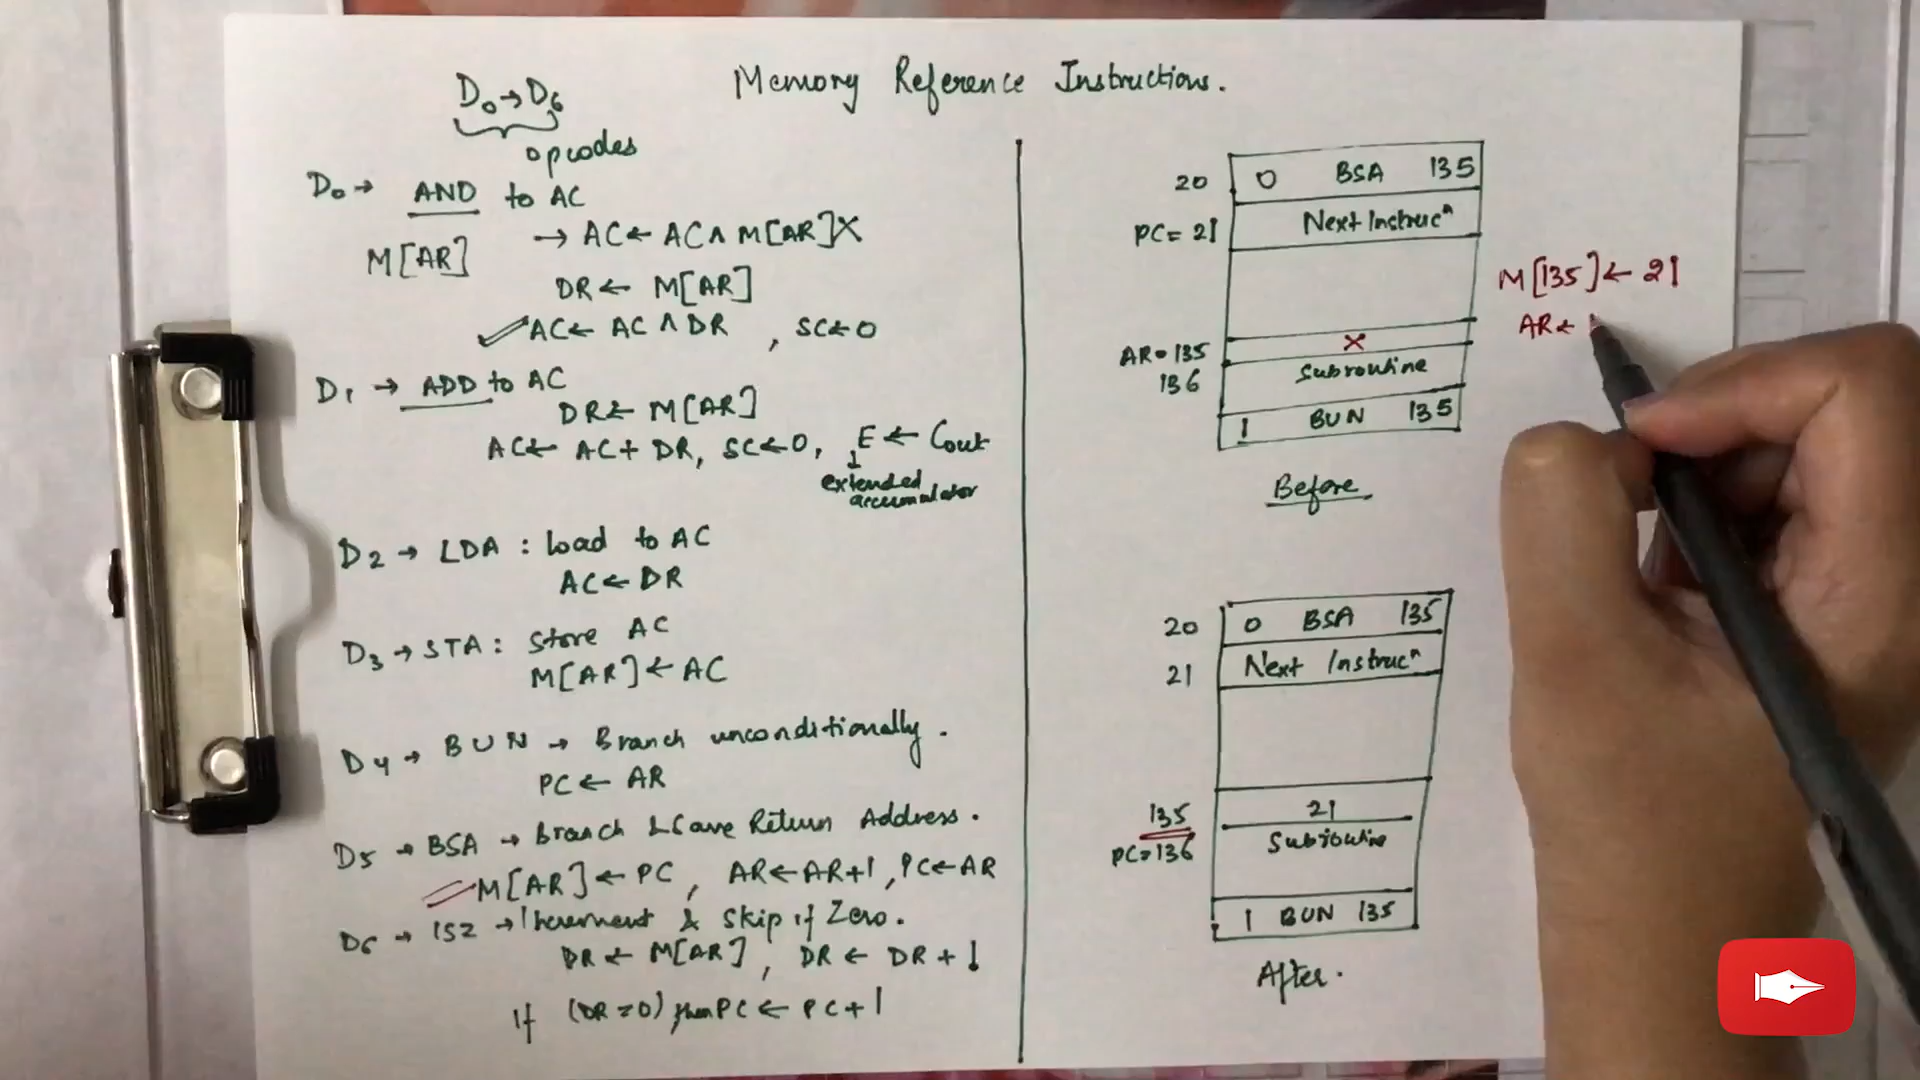 Memory Reference Instructions.
D0 → D6
opcodes
D0 → AND to AC
M[AR] → AC ← AC ∧ M[AR] X
DR ← M[AR]
AC ← AC ∧ DR , SC ← 0
D1 → ADD to AC
DR ← M[AR]
AC ← AC + DR, SC ← 0, E ← Cout
extended
accumulator
D2 → LDA : load to AC
AC ← DR
D3 → STA : Store AC
M[AR] ← AC
D4 → BUN → Branch unconditionally.
PC ← AR
D5 → BSA → Branch & Save Return Address.
M[AR] ← PC , AR ← AR+1 , PC ← AR
D6 → ISZ → Increment & Skip if Zero.
DR ← M[AR] , DR ← DR + 1
If (DR = 0) then PC ← PC + 1
20 0 BSA 135
PC = 21 Next Instrucn
M[135] ← 21
AR ←
AR = 135 X
136 Subroutine
1 BUN 135
Before
20 0 BSA 135
21 Next Instrucn
135 21
PC = 136 Subroutine
1 BUN 135
After.